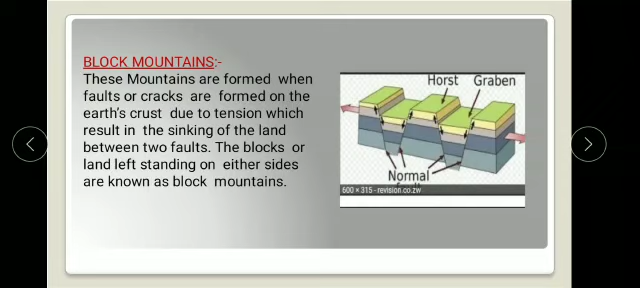 BLOCK MOUNTAINS:-
These Mountains are formed when
faults or cracks are formed on the
earth's crust due to tension which
result in the sinking of the land
between two faults. The blocks or
land left standing on either sides
are known as block mountains.
Horst Graben
Normal
600 × 315 - revision.co.zw